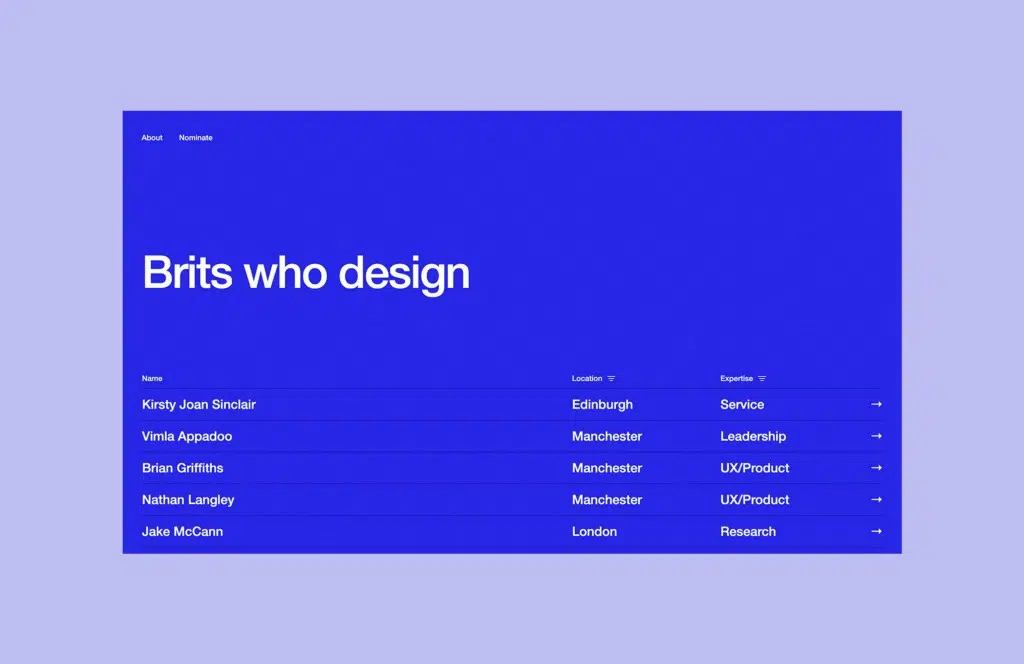 About Nominate
Brits who design
Name Location Expertise
Kirsty Joan Sinclair Edinburgh Service →
Vimla Appadoo Manchester Leadership →
Brian Griffiths Manchester UX/Product →
Nathan Langley Manchester UX/Product →
Jake McCann London Research →